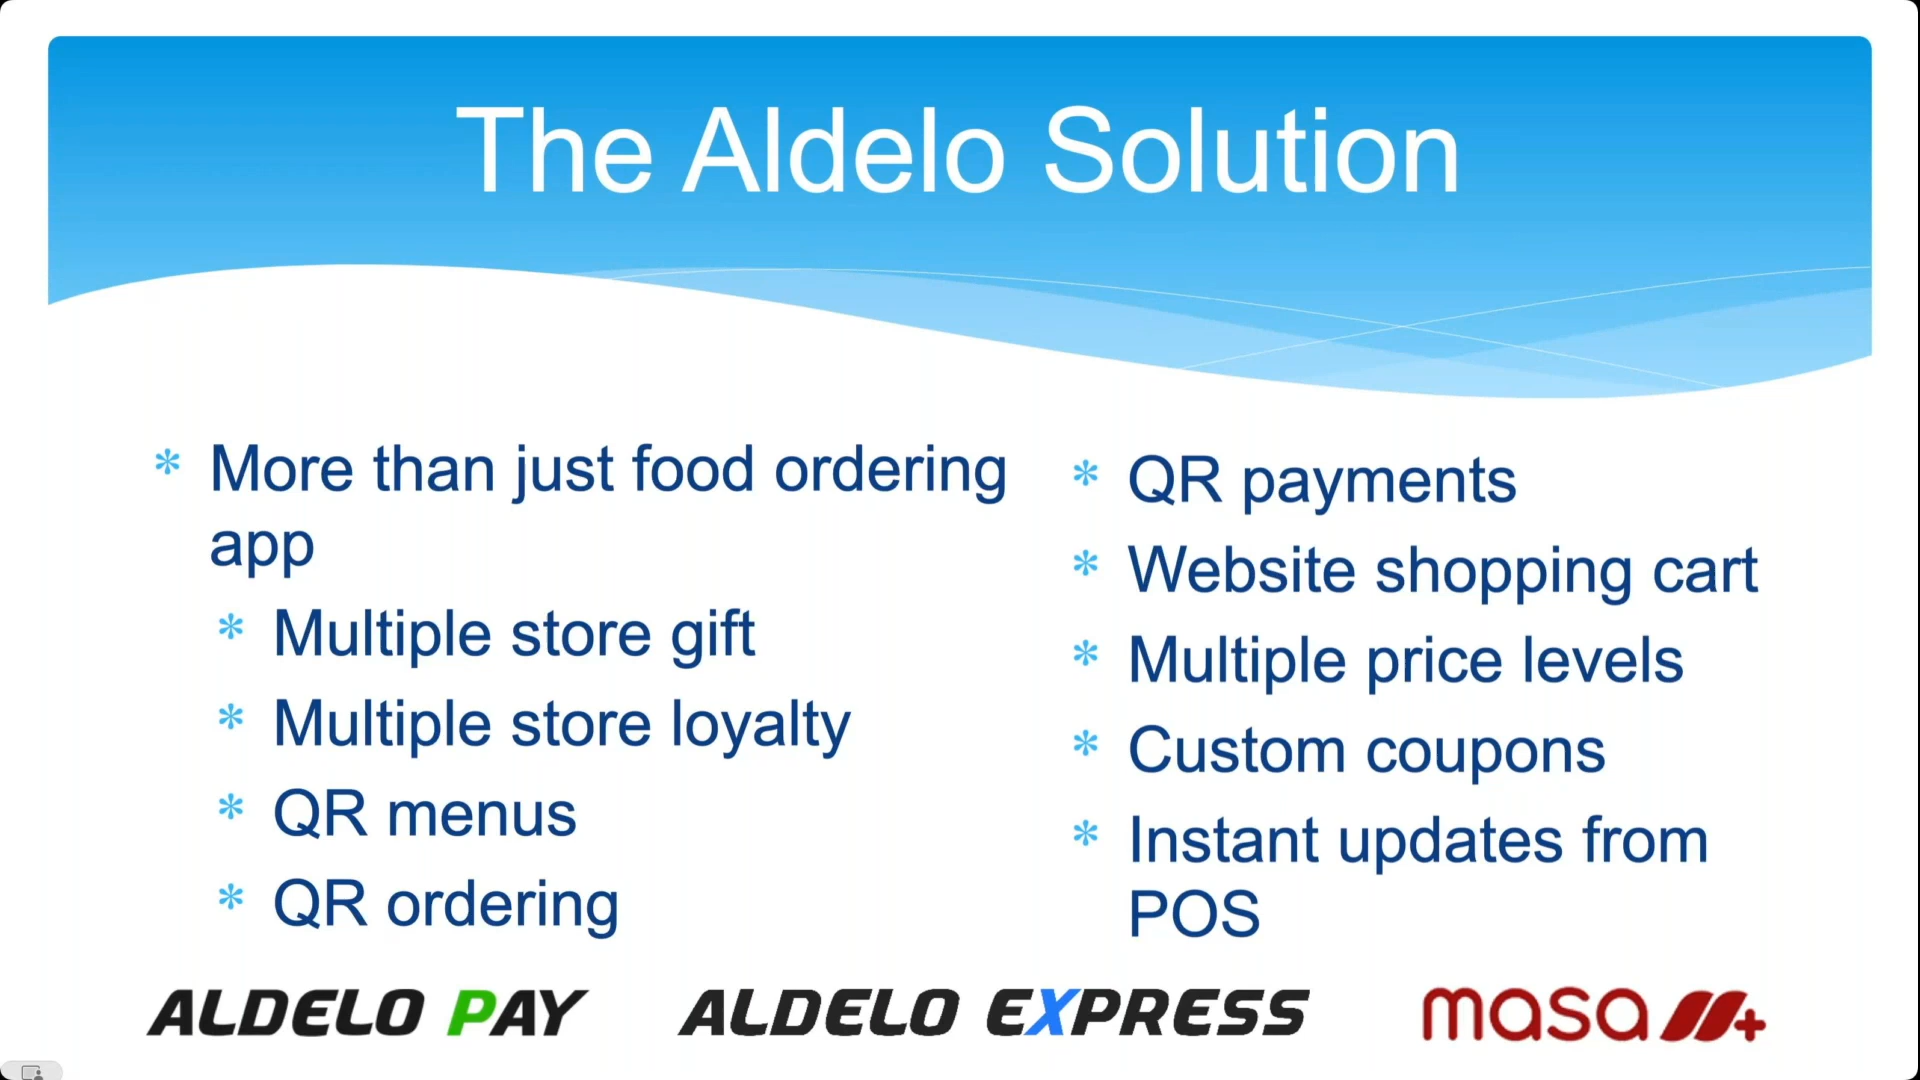 The Aldelo Solution
* More than just food ordering
app
* Multiple store gift
* Multiple store loyalty
* QR menus
* QR ordering
* QR payments
* Website shopping cart
* Multiple price levels
* Custom coupons
* Instant updates from
POS
ALDELO PAY
ALDELO EXPRESS
masa